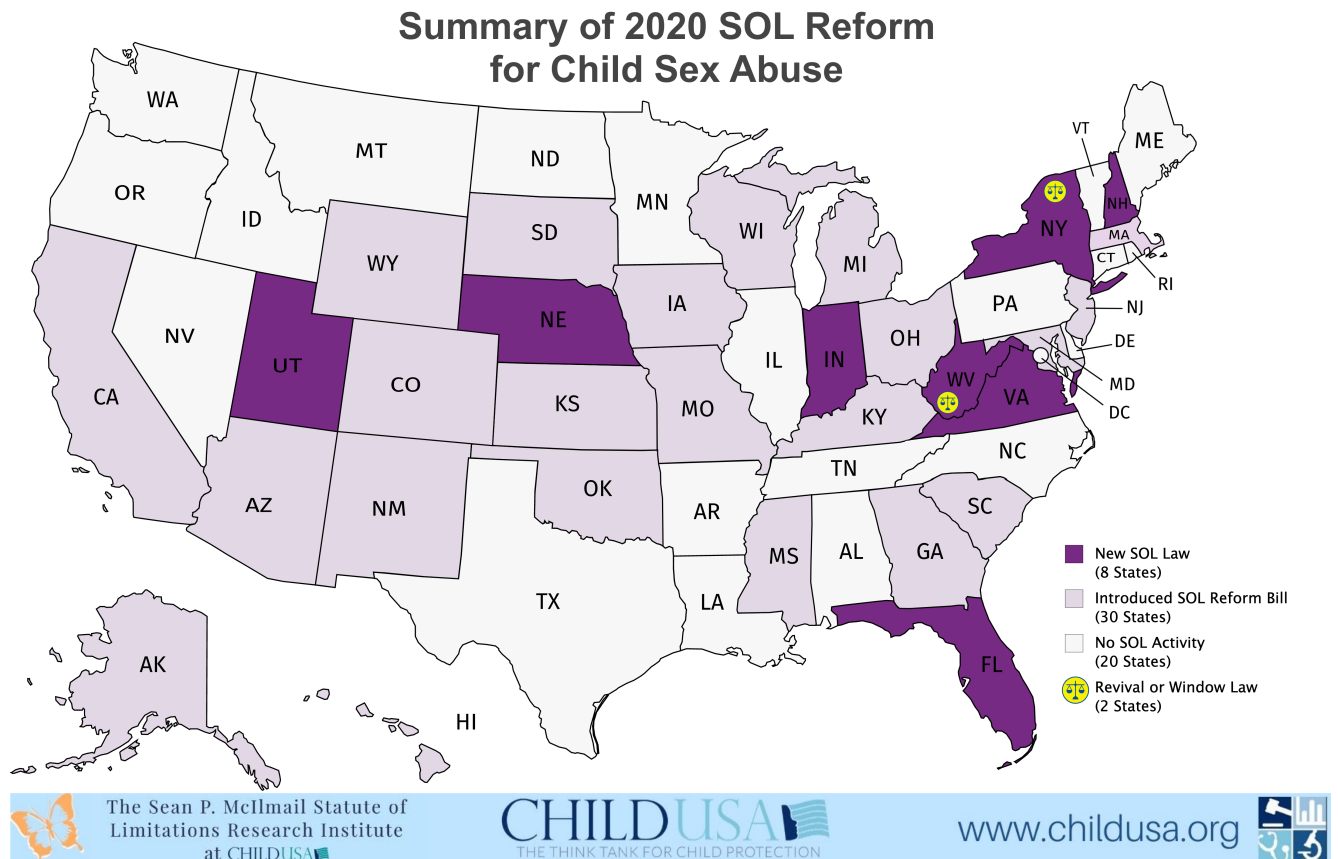 Summary of 2020 SOL Reform
for Child Sex Abuse
WA
MT
ND
MN
VT
ME
OR
ID
SD
WI
MI
NY
NH
MA
CT
RI
WY
NE
IA
PA
NJ
NV
UT
CO
KS
MO
IL
IN
OH
WV
VA
DE
MD
DC
CA
KY
AZ
NM
OK
AR
TN
NC
SC
MS
AL
GA
TX
LA
FL
AK
HI
New SOL Law
(8 States)
Introduced SOL Reform Bill
(30 States)
No SOL Activity
(20 States)
Revival or Window Law
(2 States)
The Sean P. McIlmail Statute of
Limitations Research Institute
at CHILDUSA
CHILDUSA
THE THINK TANK FOR CHILD PROTECTION
www.childusa.org